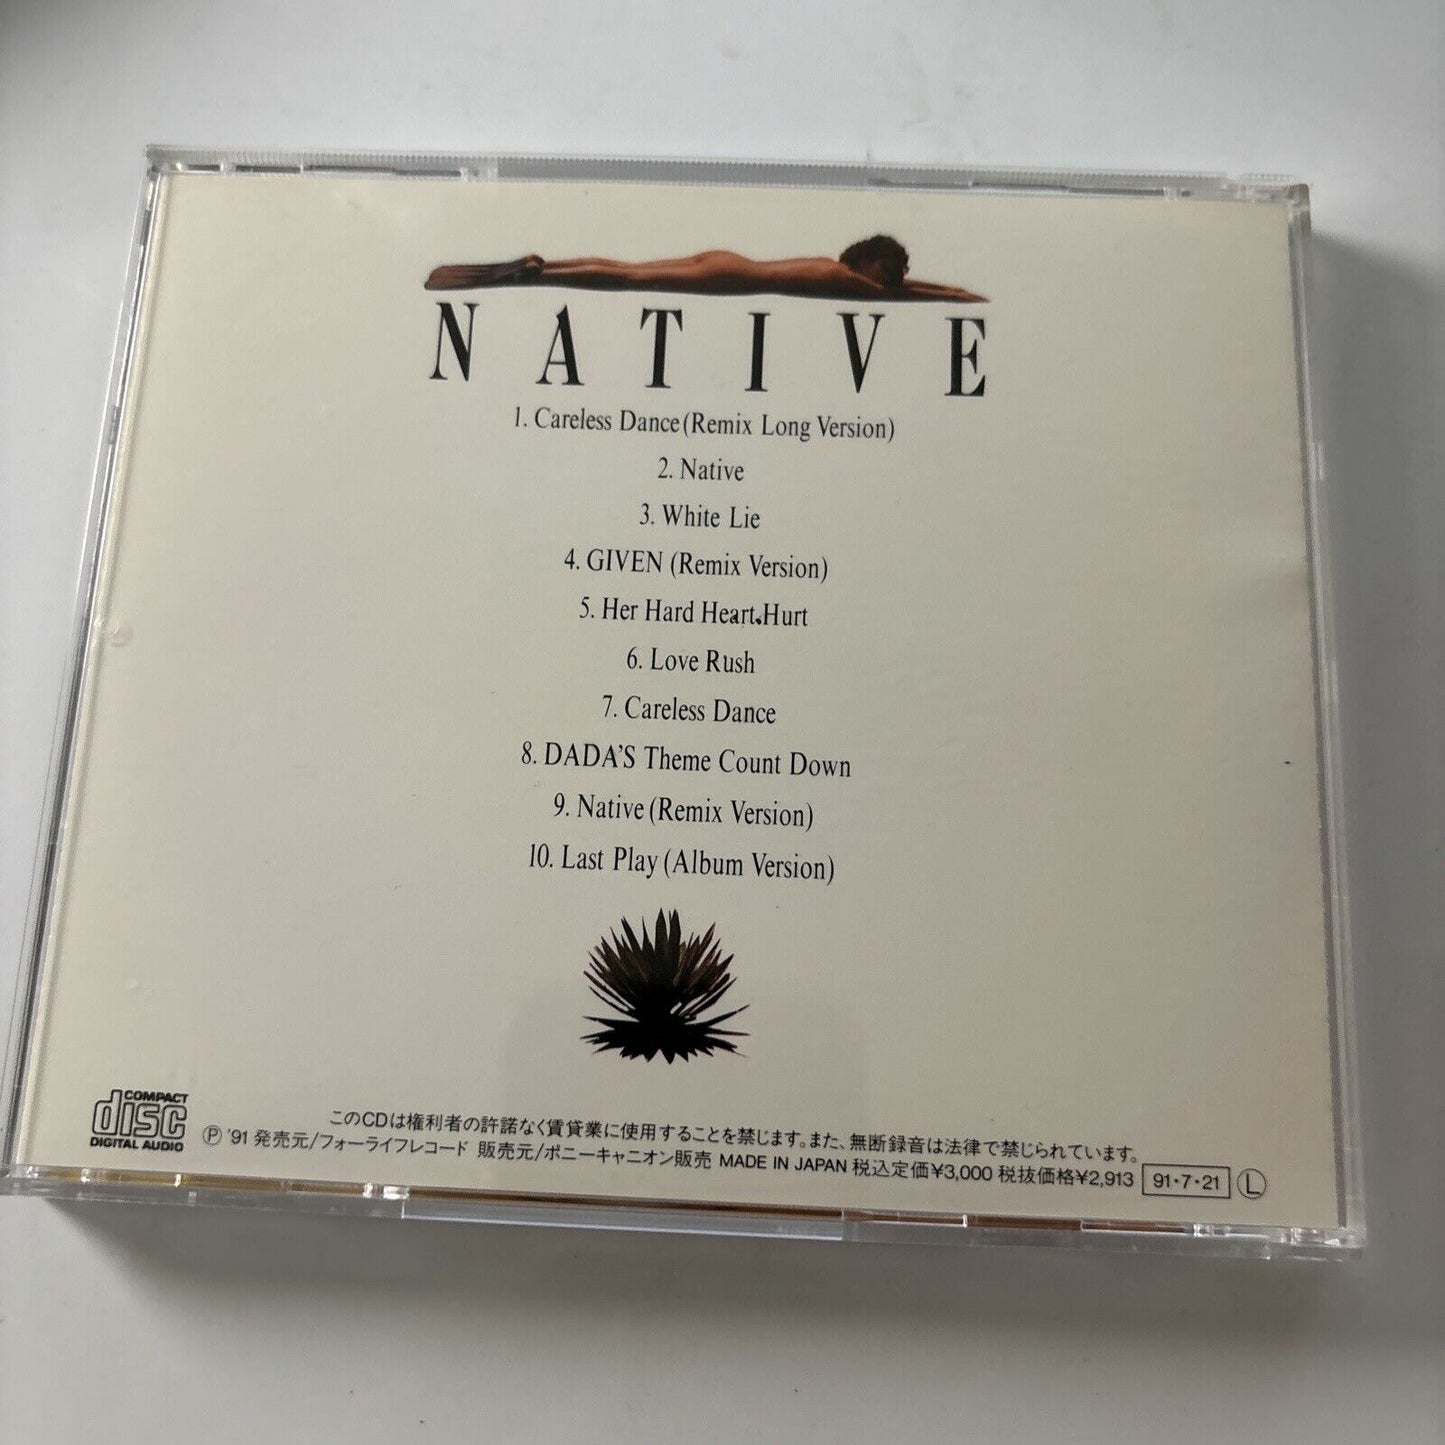 NATIVE
1. Careless Dance (Remix Long Version)
2. Native
3. White Lie
4. GIVEN (Remix Version)
5. Her Hard Heart Hurt
6. Love Rush
7. Careless Dance
8. DADA'S Theme Count Down
9. Native (Remix Version)
10. Last Play (Album Version)
COMPACT
disc
DIGITAL AUDIO
このCDは権利者の許諾なく賃貸業に使用することを禁じます。また、無断録音は法律で禁じられています。
Ⓟ '91 発売元/フォーライフレコード 販売元/ポニーキャニオン販売 MADE IN JAPAN 税込定価¥3,000 税抜価格¥2,913 91・7・21 Ⓛ